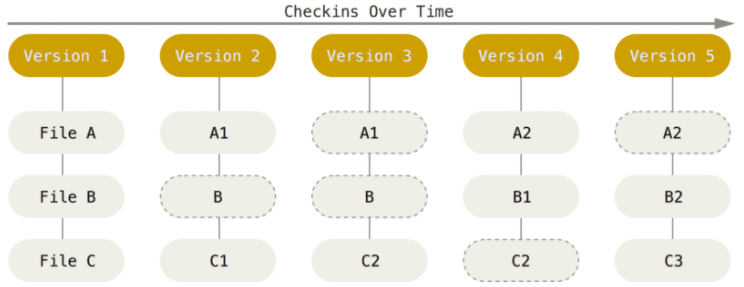 Checkins Over Time
Version 1 Version 2 Version 3 Version 4 Version 5
File A A1 A1 A2 A2
File B B B B1 B2
File C C1 C2 C2 C3